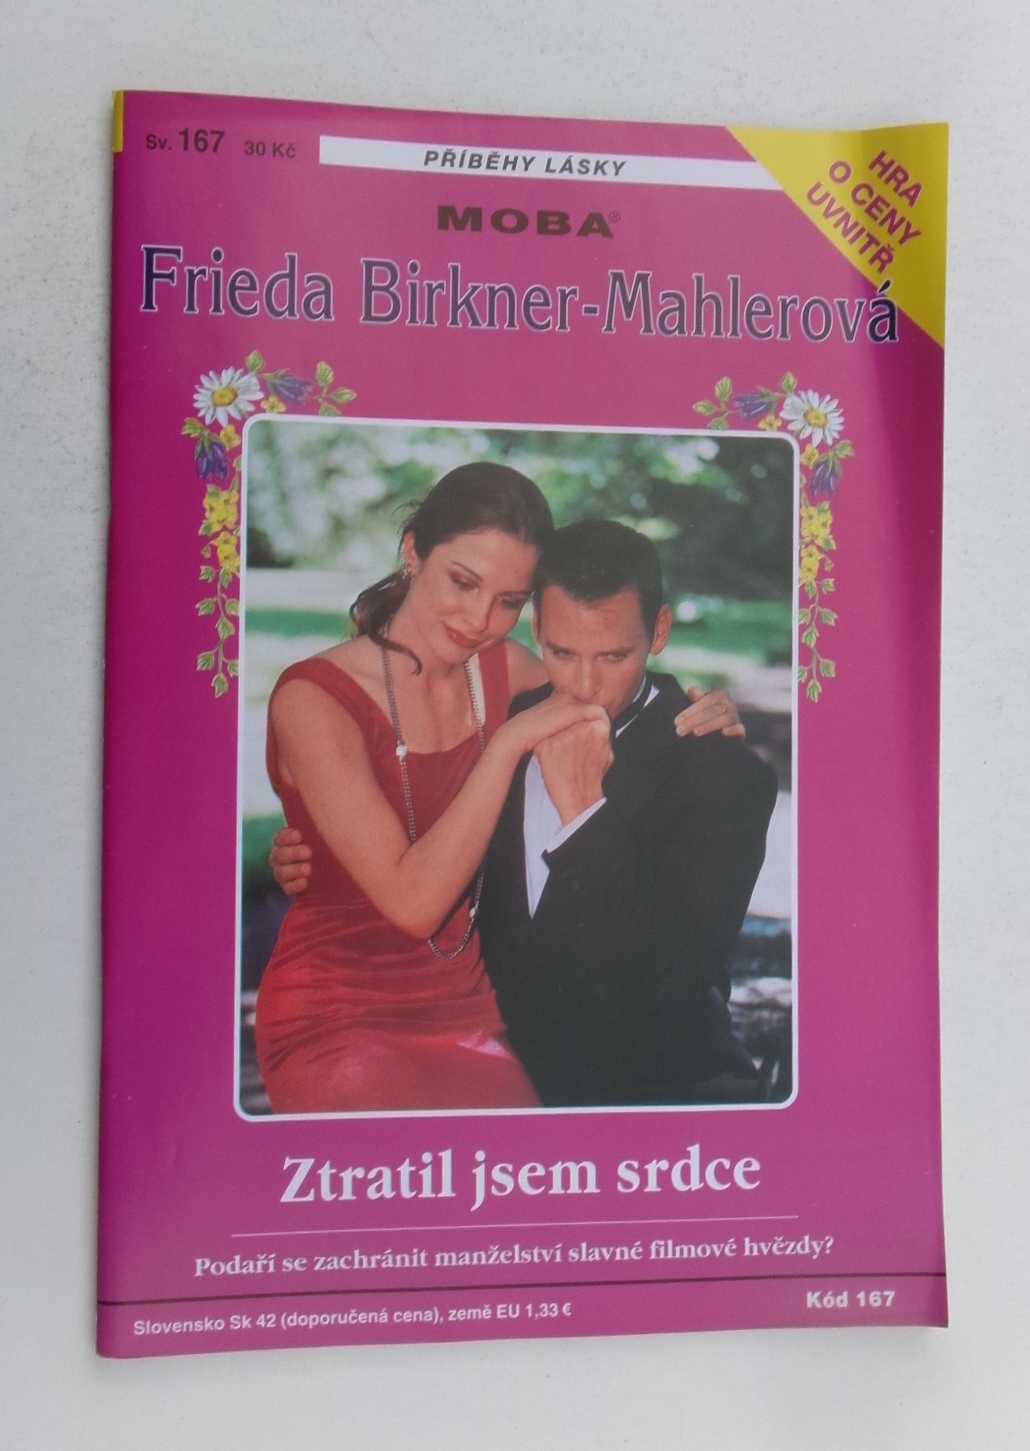 Sv. 167 30 Kč
PŘÍBĚHY LÁSKY
HRA
O CENY
UVNITŘ
MOBA®
Frieda Birkner-Mahlerová
Ztratil jsem srdce
Podaří se zachránit manželství slavné filmové hvězdy?
Kód 167
Slovensko Sk 42 (doporučená cena), země EU 1,33 €